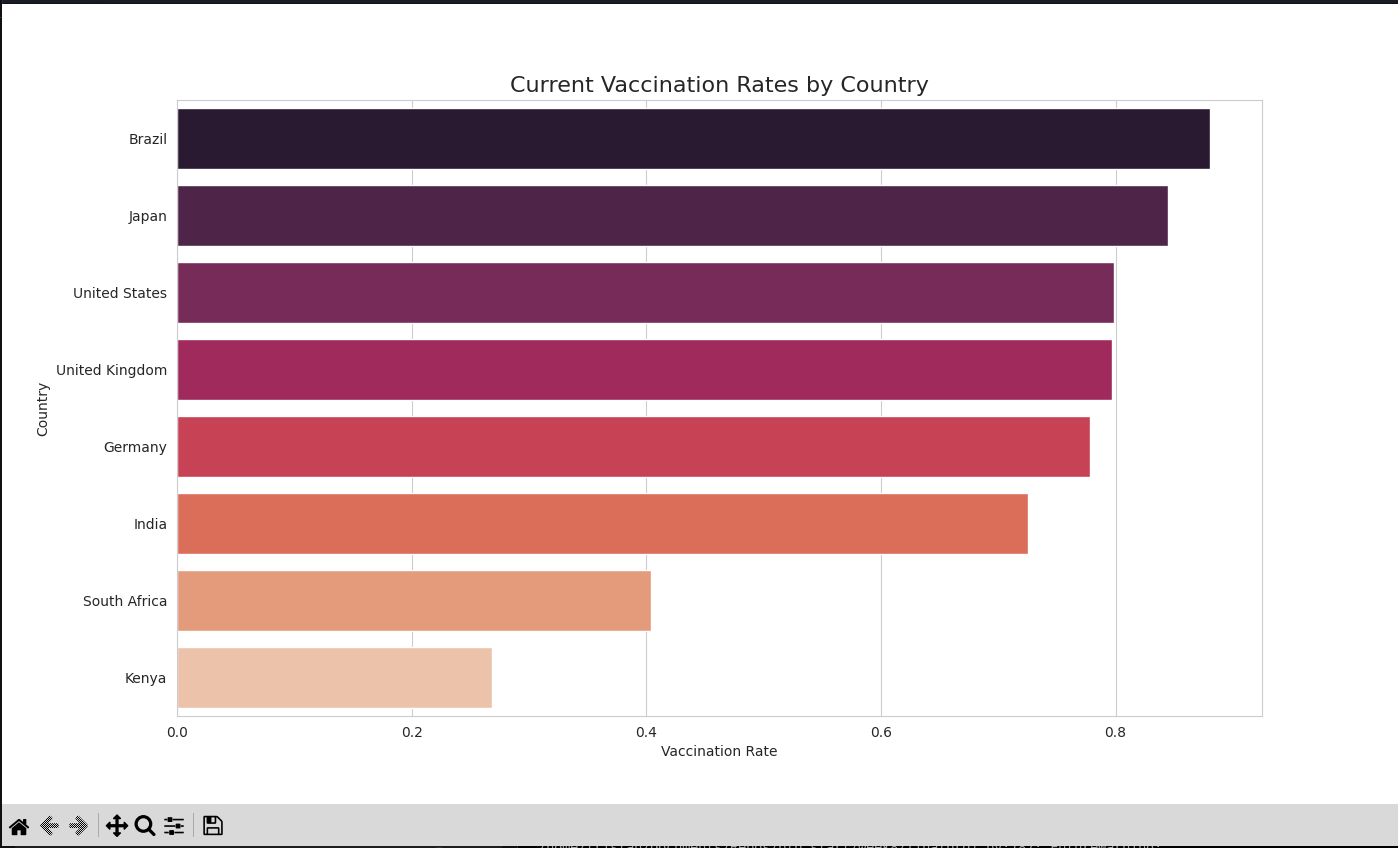 Current Vaccination Rates by Country
Brazil
Japan
United States
United Kingdom
Germany
India
South Africa
Kenya
Country
0.0 0.2 0.4 0.6 0.8
Vaccination Rate